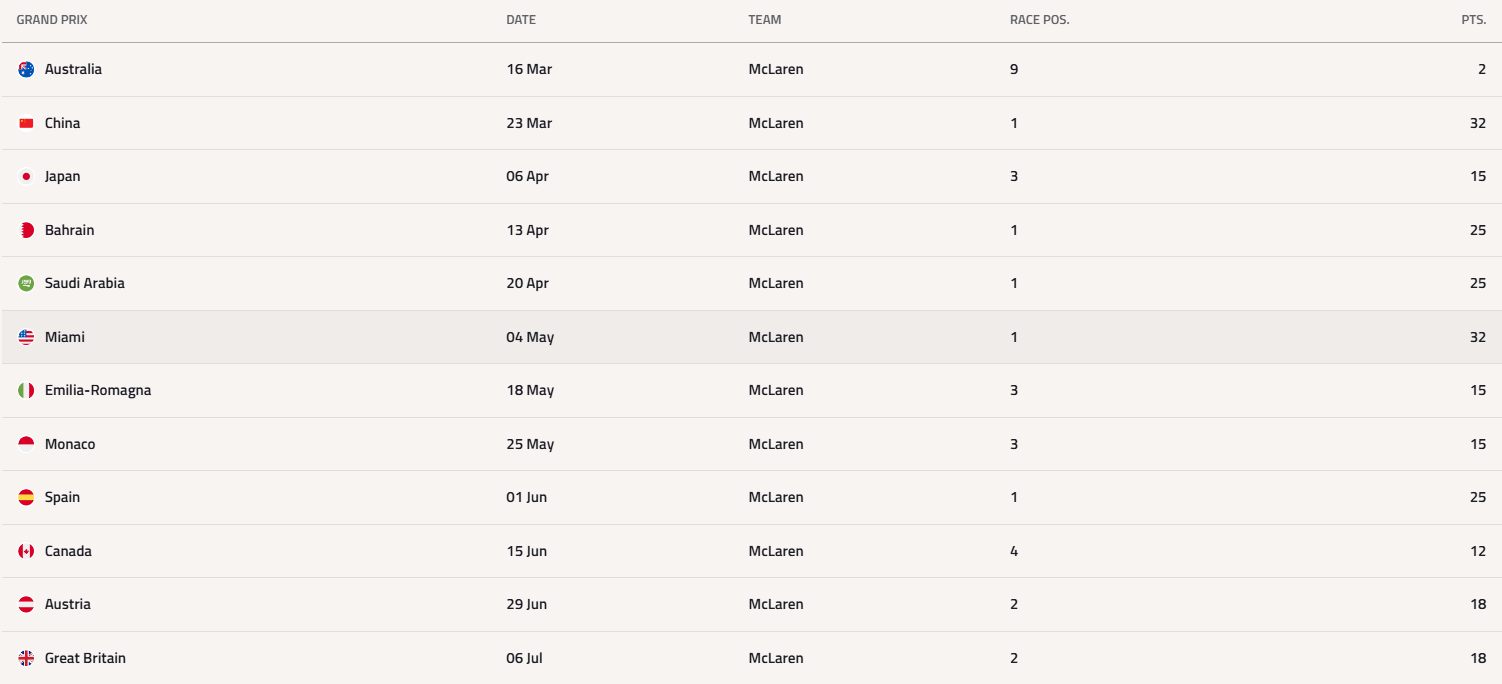 GRAND PRIX DATE TEAM RACE POS. PTS.
Australia 16 Mar McLaren 9 2
China 23 Mar McLaren 1 32
Japan 06 Apr McLaren 3 15
Bahrain 13 Apr McLaren 1 25
Saudi Arabia 20 Apr McLaren 1 25
Miami 04 May McLaren 1 32
Emilia-Romagna 18 May McLaren 3 15
Monaco 25 May McLaren 3 15
Spain 01 Jun McLaren 1 25
Canada 15 Jun McLaren 4 12
Austria 29 Jun McLaren 2 18
Great Britain 06 Jul McLaren 2 18